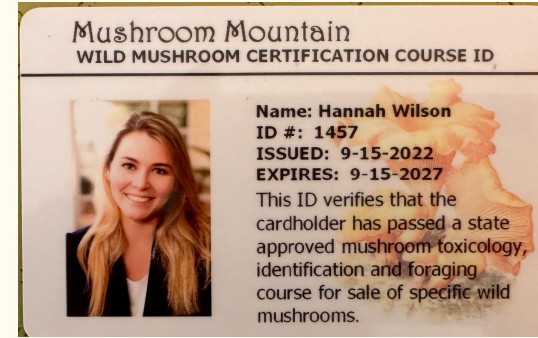 Mushroom Mountain
WILD MUSHROOM CERTIFICATION COURSE ID
Name: Hannah Wilson
ID #: 1457
ISSUED: 9-15-2022
EXPIRES: 9-15-2027
This ID verifies that the
cardholder has passed a state
approved mushroom toxicology,
identification and foraging
course for sale of specific wild
mushrooms.